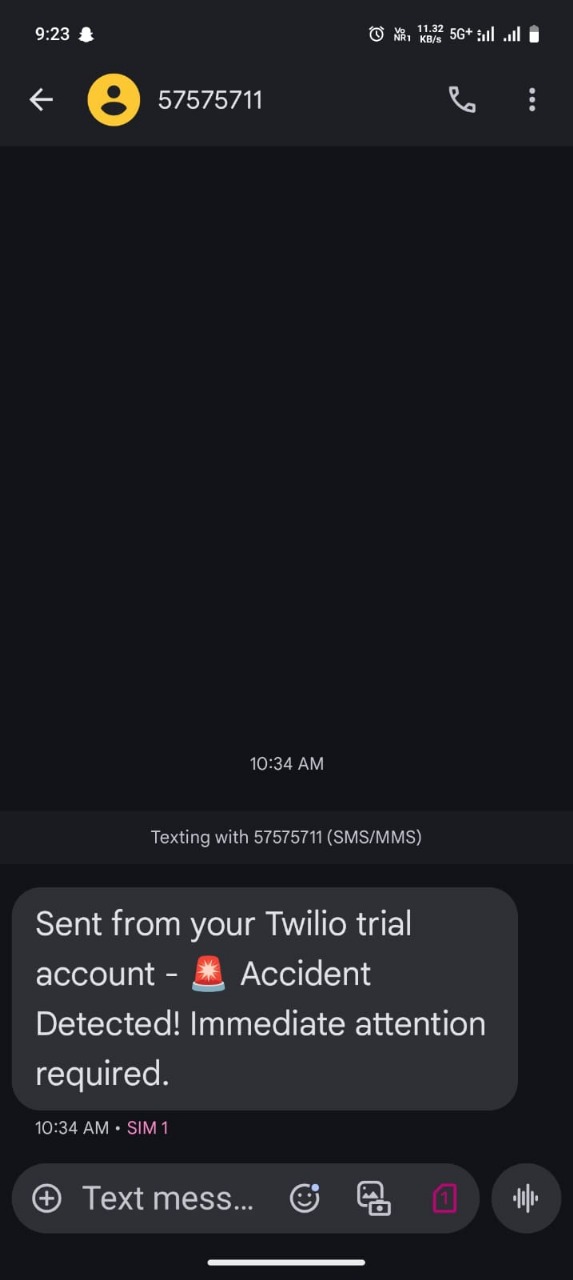 9:23
Vo
NR1
11.32
KB/s
5G+
57575711
10:34 AM
Texting with 57575711 (SMS/MMS)
Sent from your Twilio trial
account - 🚨 Accident
Detected! Immediate attention
required.
10:34 AM • SIM 1
Text mess...
1